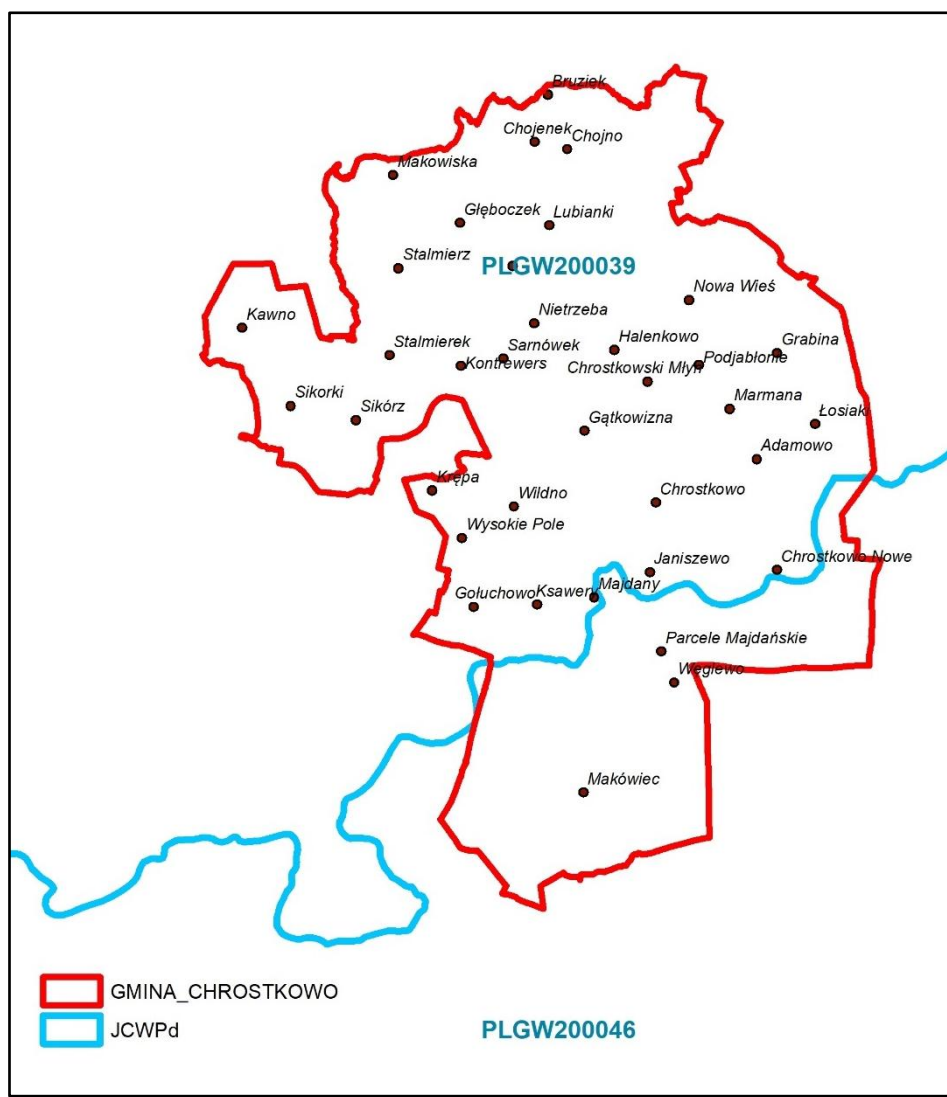 Bruzięk
Chojenek
Chojno
Makowiska
Głęboczek
Lubianki
Stalmierz
PLGW200039
Nowa Wieś
Kawno
Nietrzeba
Halenkowo
Grabina
Stalmierek
Sarnówek
Kontrewers
Podjabłonie
Chrostkowski Młyn
Sikorki
Sikórz
Marmana
Gątkowizna
Łosiaki
Adamowo
Krępa
Wildno
Chrostkowo
Wysokie Pole
Janiszewo
Chrostkowo Nowe
Gołuchowo
Ksawery
Majdany
Parcele Majdańskie
Węglewo
Makówiec
GMINA_CHROSTKOWO
JCWPd
PLGW200046